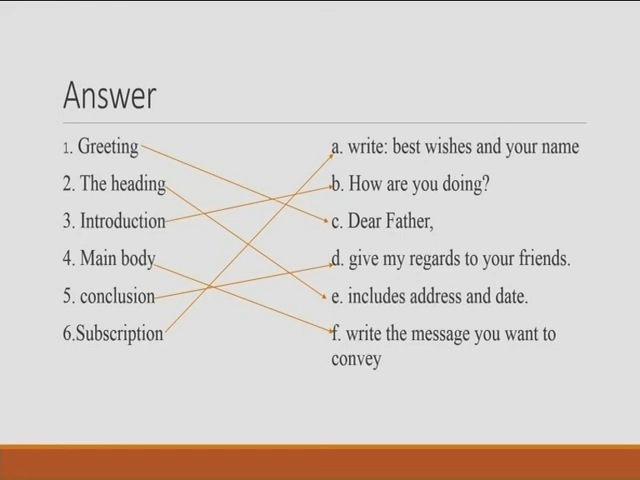 Answer
1. Greeting
a. write: best wishes and your name
2. The heading
b. How are you doing?
3. Introduction
c. Dear Father,
4. Main body
d. give my regards to your friends.
5. conclusion
e. includes address and date.
6.Subscription
f. write the message you want to
convey